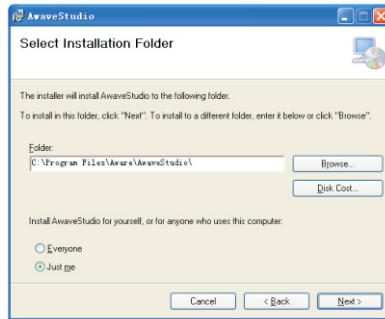 AwaveStudio
Select Installation Folder
The installer will install AwaveStudio to the following folder.
To install in this folder, click "Next". To install to a different folder, enter it below or click "Browse".
Folder:
C:\Program Files\Aware\AwaveStudio\
Browse...
Disk Cost...
Install AwaveStudio for yourself, or for anyone who uses this computer:
Everyone
Just me
Cancel
< Back
Next >